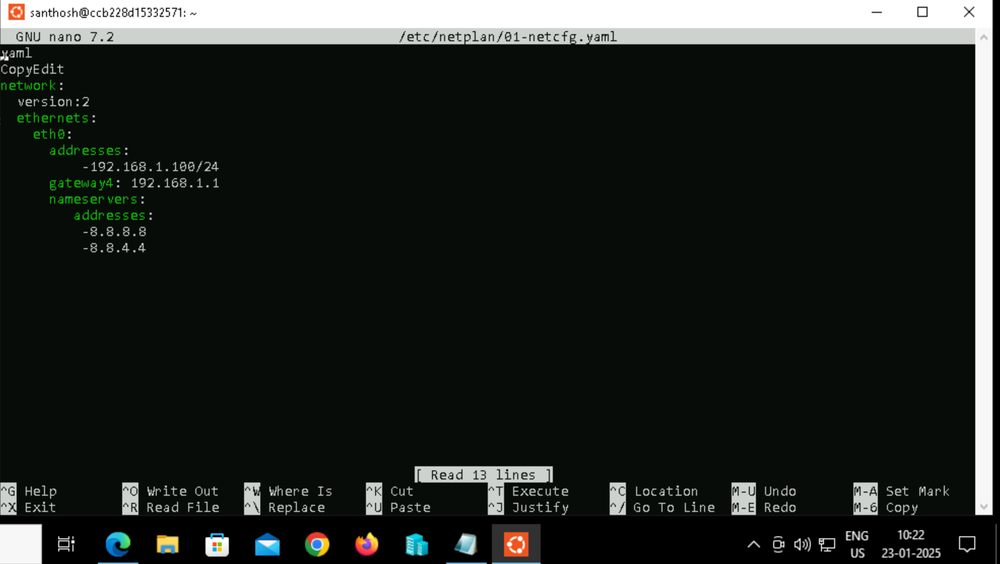 santhosh@ccb228d15332571: ~
GNU nano 7.2 /etc/netplan/01-netcfg.yaml
yaml
CopyEdit
network:
  version:2
  ethernets:
    eth0:
      addresses:
          -192.168.1.100/24
      gateway4: 192.168.1.1
      nameservers:
         addresses:
          -8.8.8.8
          -8.8.4.4
[ Read 13 lines ]
^G Help ^O Write Out ^W Where Is ^K Cut ^T Execute ^C Location M-U Undo M-A Set Mark
^X Exit ^R Read File ^\ Replace ^U Paste ^J Justify ^/ Go To Line M-E Redo M-6 Copy
ENG 10:22
US 23-01-2025